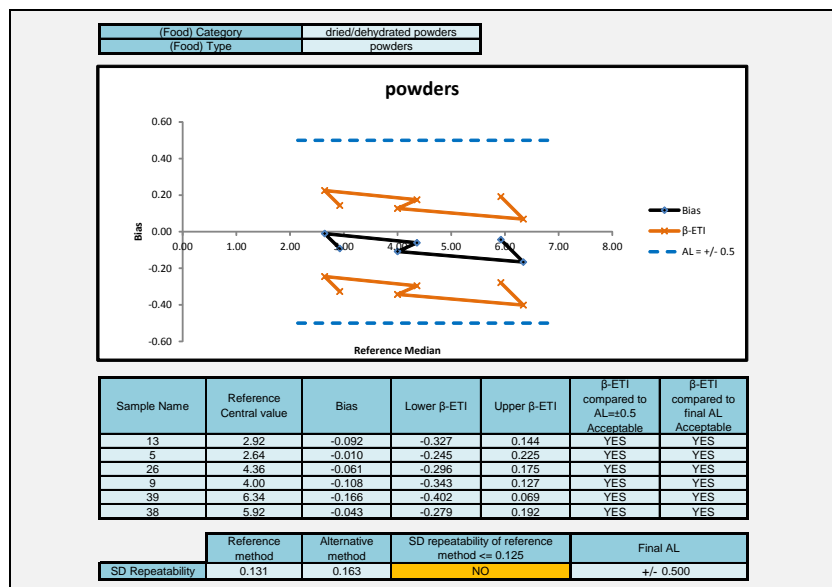 (Food) Category dried/dehydrated powders
(Food) Type powders
powders
0.60
0.40
0.20
0.00
-0.20
-0.40
-0.60
0.00 1.00 2.00 3.00 4.00 5.00 6.00 7.00 8.00
Bias
Reference Median
Bias
β-ETI
AL = +/- 0.5
Sample Name Reference Central value Bias Lower β-ETI Upper β-ETI β-ETI compared to AL=±0.5 Acceptable β-ETI compared to final AL Acceptable
13 2.92 -0.092 -0.327 0.144 YES YES
5 2.64 -0.010 -0.245 0.225 YES YES
26 4.36 -0.061 -0.296 0.175 YES YES
9 4.00 -0.108 -0.343 0.127 YES YES
39 6.34 -0.166 -0.402 0.069 YES YES
38 5.92 -0.043 -0.279 0.192 YES YES
Reference method Alternative method SD repeatability of reference method <= 0.125 Final AL
SD Repeatability 0.131 0.163 NO +/- 0.500